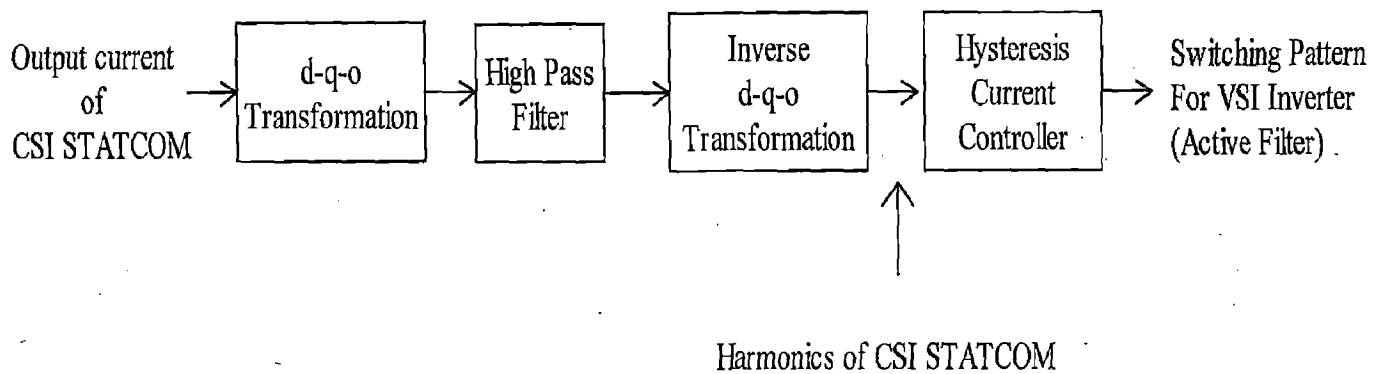 Output current
of
CSI STATCOM
d-q-o
Transformation
High Pass
Filter
Inverse
d-q-o
Transformation
Hysteresis
Current
Controller
Switching Pattern
For VSI Inverter
(Active Filter)
Harmonics of CSI STATCOM